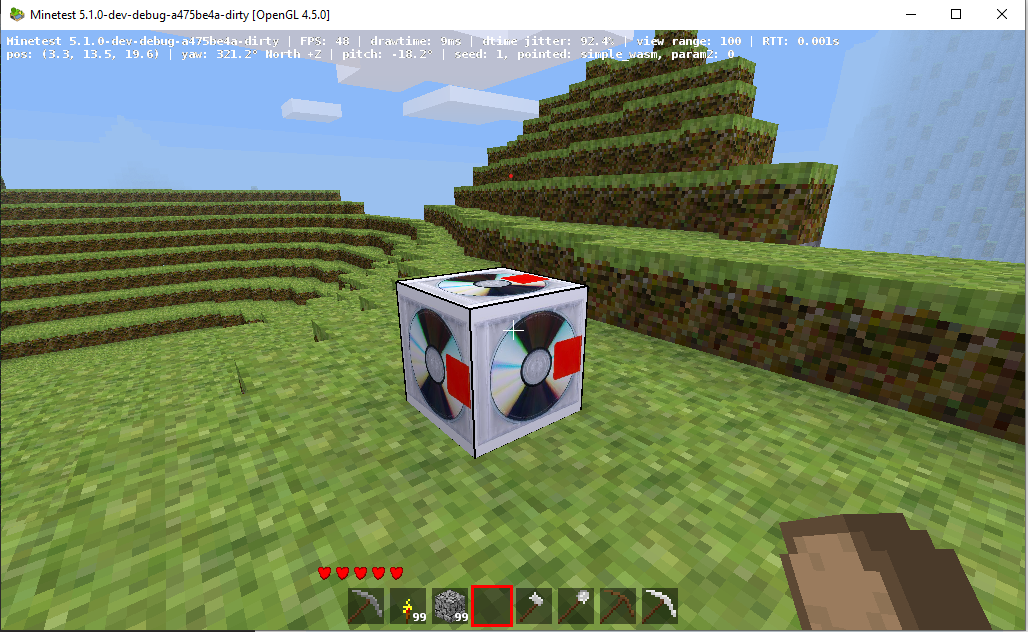 Minetest 5.1.0-dev-debug-a475be4a-dirty [OpenGL 4.5.0]
Minetest 5.1.0-dev-debug-a475be4a-dirty | FPS: 48 | drawtime: 9ms | dtime jitter: 92.4% | view range: 100 | RTT: 0.001s
pos: (3.3, 13.5, 19.6) | yaw: 321.2° North +Z | pitch: -18.2° | seed: 1, pointed: simple_wasm, param2: 0
99 99